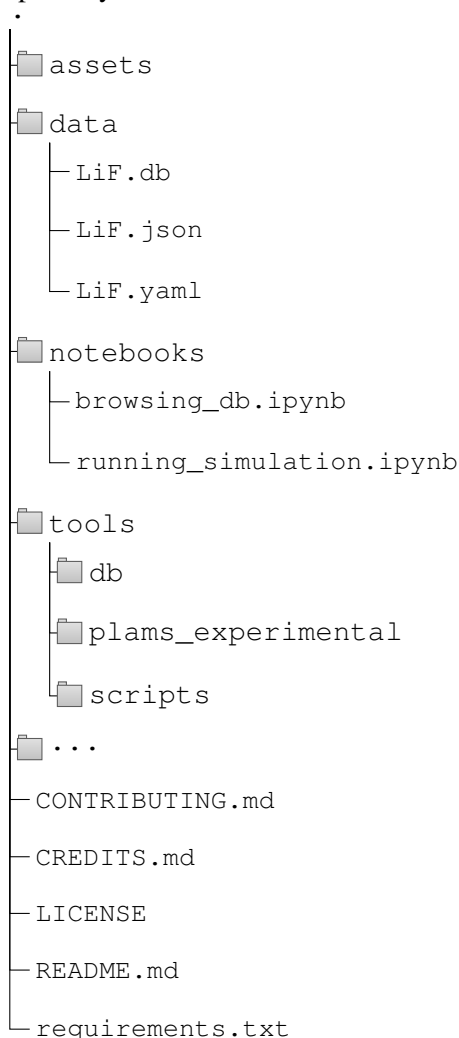 .
assets
data
LiF.db
LiF.json
LiF.yaml
notebooks
browsing_db.ipynb
running_simulation.ipynb
tools
db
plams_experimental
scripts
...
CONTRIBUTING.md
CREDITS.md
LICENSE
README.md
requirements.txt